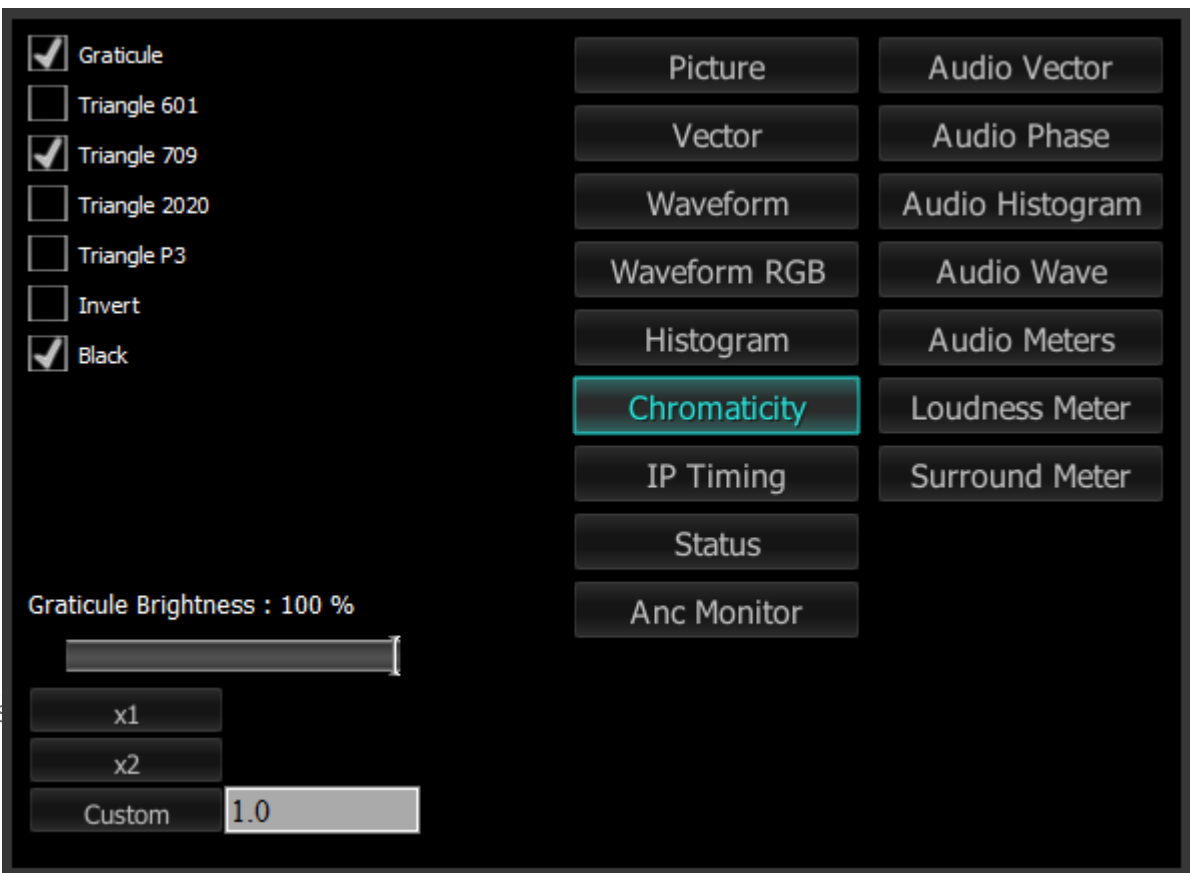 Graticule
Triangle 601
Triangle 709
Triangle 2020
Triangle P3
Invert
Black
Graticule Brightness : 100 %
x1
x2
Custom 1.0
Picture
Vector
Waveform
Waveform RGB
Histogram
Chromaticity
IP Timing
Status
Anc Monitor
Audio Vector
Audio Phase
Audio Histogram
Audio Wave
Audio Meters
Loudness Meter
Surround Meter